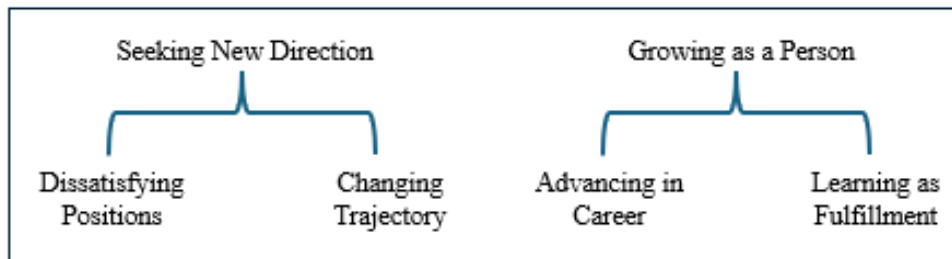 Seeking New Direction
Growing as a Person
Dissatisfying
Positions
Changing
Trajectory
Advancing in
Career
Learning as
Fulfillment